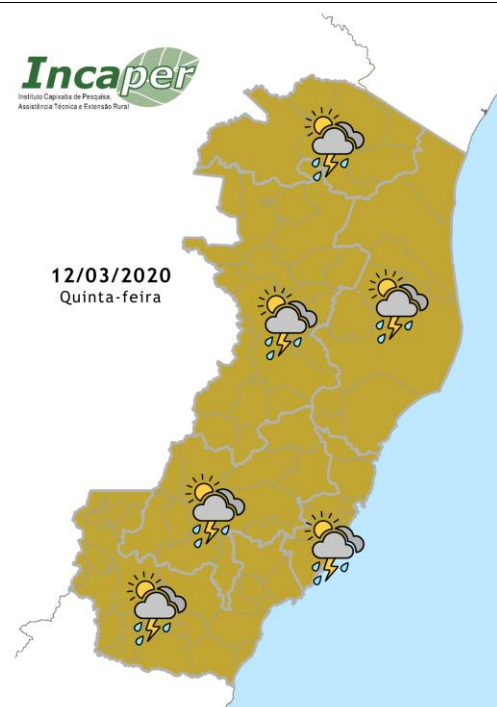 Incaper
Instituto Capixaba de Pesquisa,
Assistência Técnica e Extensão Rural
12/03/2020
Quinta-feira